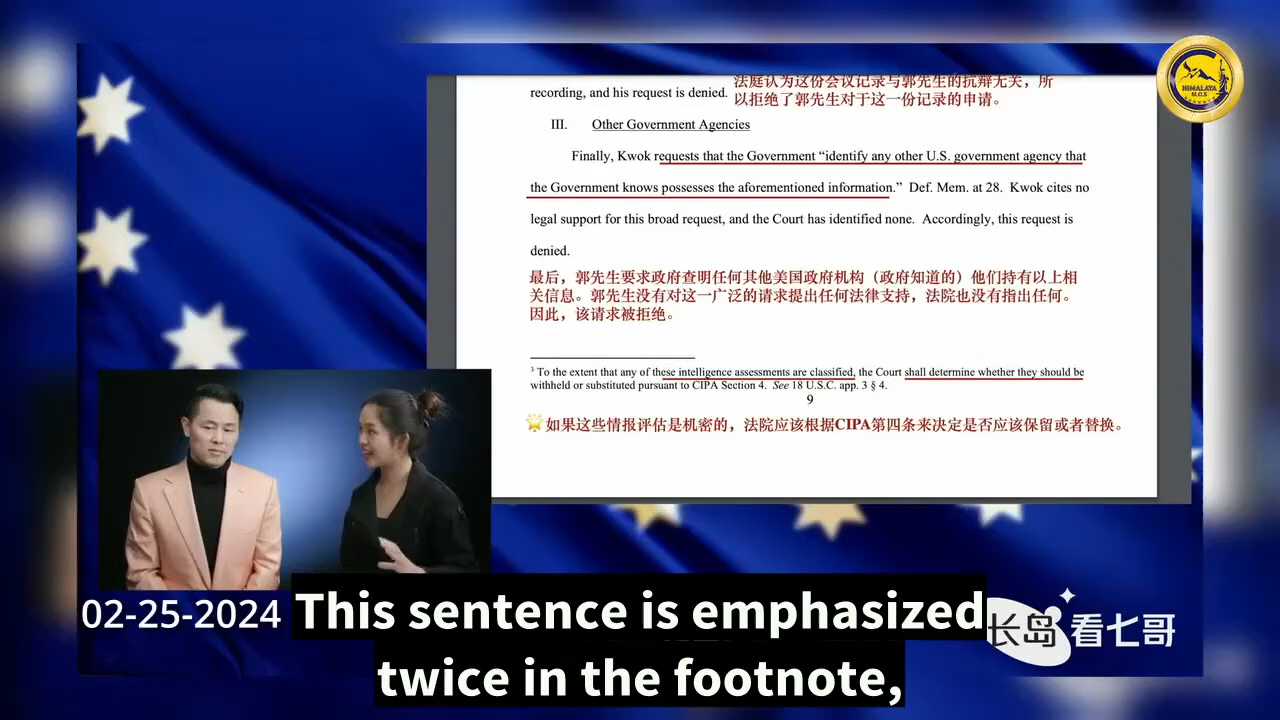 法庭认为这份会议记录与郭先生的抗辩无关，所
recording, and his request is denied.
以拒绝了郭先生对于这一份记录的申请。
III. Other Government Agencies
Finally, Kwok requests that the Government “identify any other U.S. government agency that
the Government knows possesses the aforementioned information.” Def. Mem. at 28. Kwok cites no
legal support for this broad request, and the Court has identified none. Accordingly, this request is
denied.
最后，郭先生要求政府查明任何其他美国政府机构（政府知道的）他们持有以上相
关信息。郭先生没有对这一广泛的请求提出任何法律支持，法院也没有指出任何。
因此，该请求被拒绝。
3 To the extent that any of these intelligence assessments are classified, the Court shall determine whether they should be
withheld or substituted pursuant to CIPA Section 4. See 18 U.S.C. app. 3 § 4.
9
如果这些情报评估是机密的，法院应该根据CIPA第四条来决定是否应该保留或者替换。
HIMALAYA
M.O.S
02-25-2024
This sentence is emphasized
twice in the footnote,
长岛 看七哥